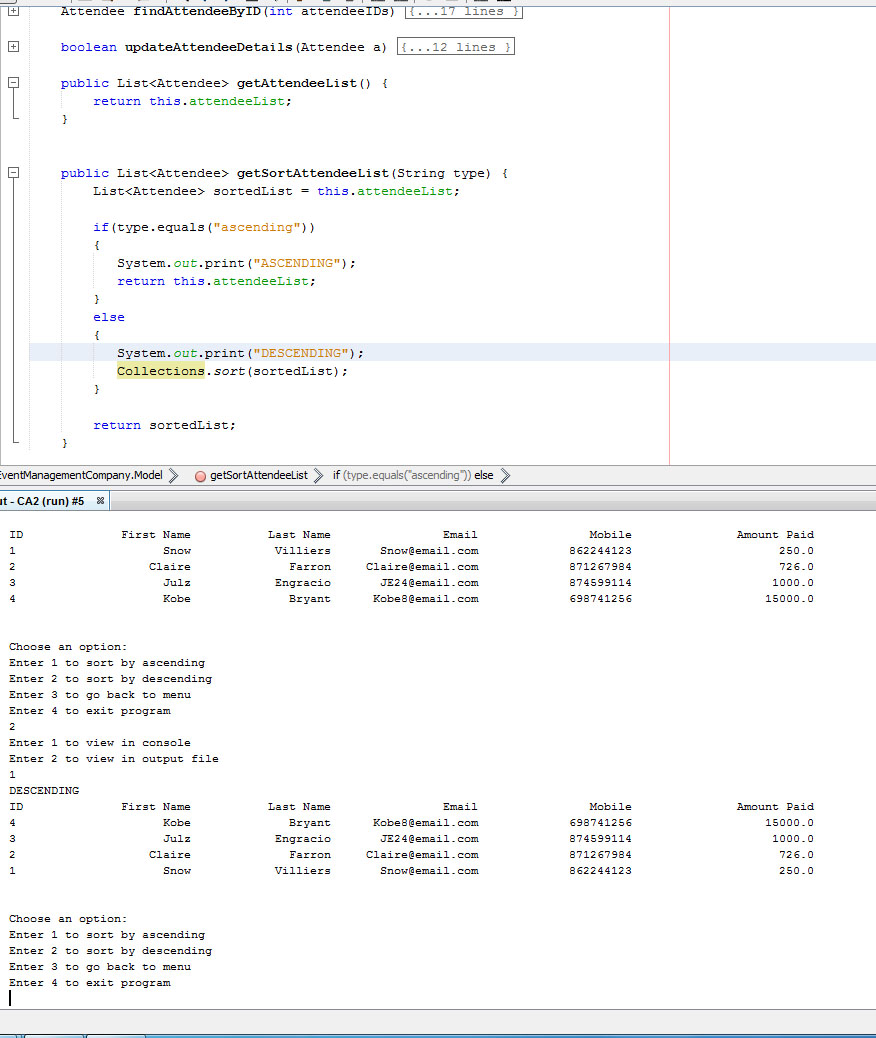 Attendee findAttendeeByID(int attendeeIDs) {...17 lines }
boolean updateAttendeeDetails(Attendee a) {...12 lines }
public List<Attendee> getAttendeeList() {
return this.attendeeList;
}
public List<Attendee> getSortAttendeeList(String type) {
List<Attendee> sortedList = this.attendeeList;
if(type.equals("ascending"))
{
System.out.print("ASCENDING");
return this.attendeeList;
}
else
{
System.out.print("DESCENDING");
Collections.sort(sortedList);
}
return sortedList;
}
EventManagementCompany.Model getSortAttendeeList if (type.equals("ascending")) else
ut - CA2 (run) #5
ID First Name Last Name Email Mobile Amount Paid
1 Snow Villiers Snow@email.com 862244123 250.0
2 Claire Farron Claire@email.com 871267984 726.0
3 Julz Engracio JE24@email.com 874599114 1000.0
4 Kobe Bryant Kobe8@email.com 698741256 15000.0
Choose an option:
Enter 1 to sort by ascending
Enter 2 to sort by descending
Enter 3 to go back to menu
Enter 4 to exit program
2
Enter 1 to view in console
Enter 2 to view in output file
1
DESCENDING
ID First Name Last Name Email Mobile Amount Paid
4 Kobe Bryant Kobe8@email.com 698741256 15000.0
3 Julz Engracio JE24@email.com 874599114 1000.0
2 Claire Farron Claire@email.com 871267984 726.0
1 Snow Villiers Snow@email.com 862244123 250.0
Choose an option:
Enter 1 to sort by ascending
Enter 2 to sort by descending
Enter 3 to go back to menu
Enter 4 to exit program